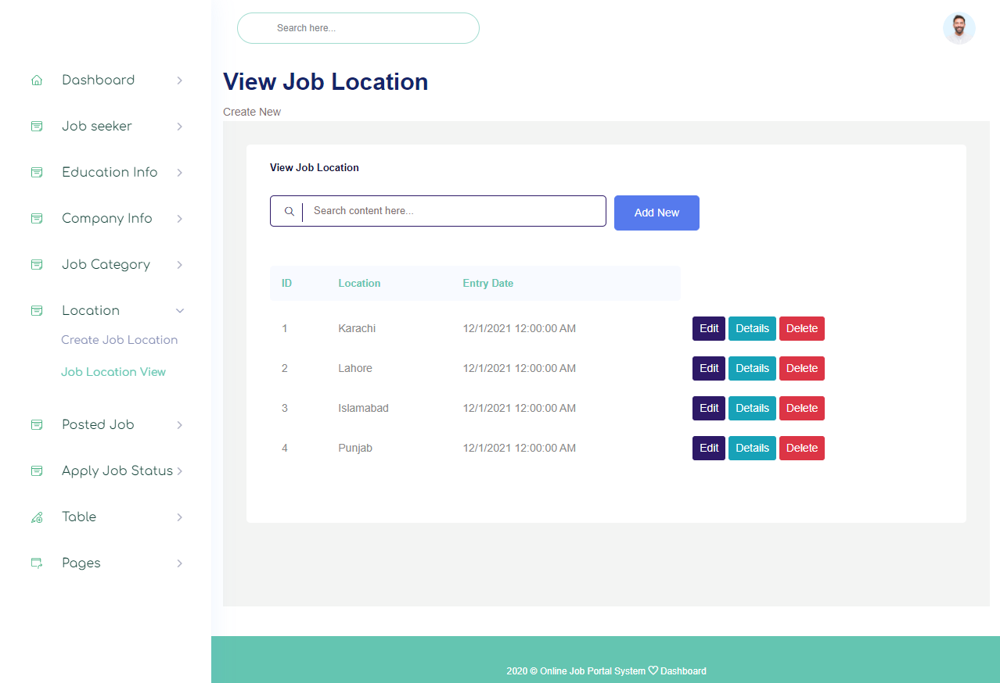 Search here...
Dashboard
Job seeker
Education Info
Company Info
Job Category
Location
Create Job Location
Job Location View
Posted Job
Apply Job Status
Table
Pages
View Job Location
Create New
View Job Location
Search content here...
Add New
ID Location Entry Date
1 Karachi 12/1/2021 12:00:00 AM Edit Details Delete
2 Lahore 12/1/2021 12:00:00 AM Edit Details Delete
3 Islamabad 12/1/2021 12:00:00 AM Edit Details Delete
4 Punjab 12/1/2021 12:00:00 AM Edit Details Delete
2020 © Online Job Portal System ♡ Dashboard